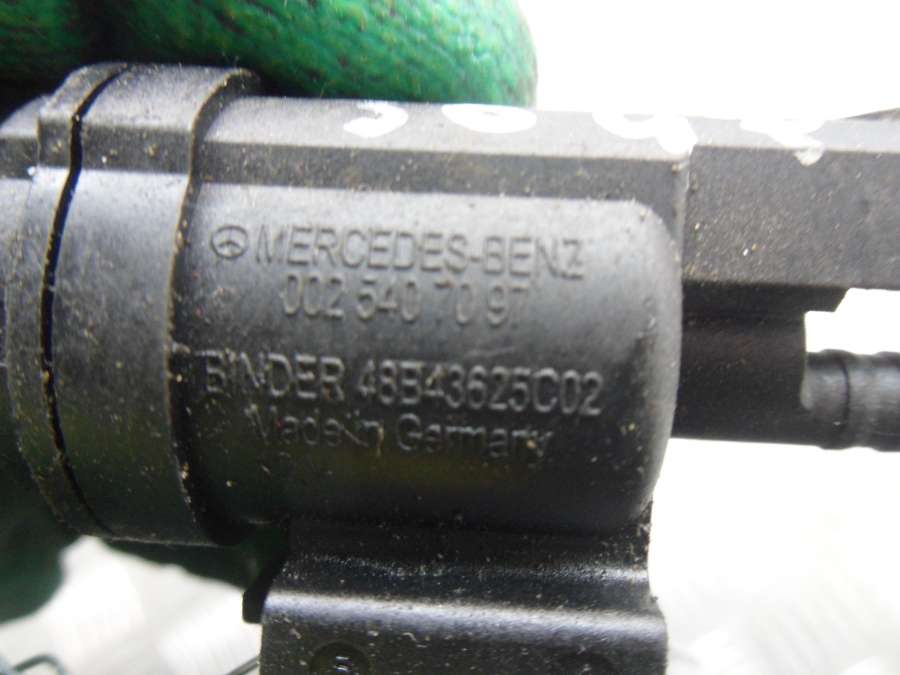 MERCEDES-BENZ
002 540 70 97
BINDER 48B43625C02
Made in Germany